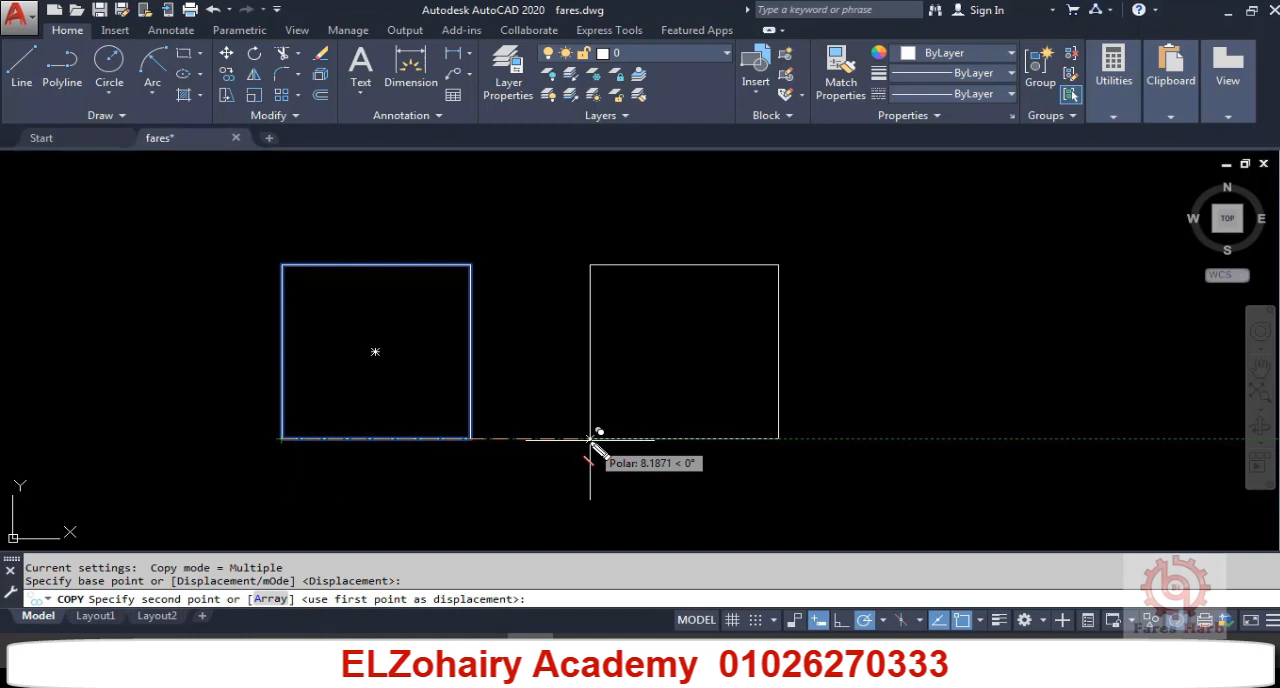 Autodesk AutoCAD 2020 fares.dwg
Type a keyword or phrase
Sign In
Home Insert Annotate Parametric View Manage Output Add-ins Collaborate Express Tools Featured Apps
0
ByLayer
ByLayer
ByLayer
Line Polyline Circle Arc
Text Dimension
Layer
Properties
Insert
Match
Properties
Group
Utilities
Clipboard
View
Draw Modify Annotation Layers Block Properties Groups
Start fares*
N
W TOP E
S
WCS
Polar: 8.1871 < 0°
Y
X
Current settings: Copy mode = Multiple
Specify base point or [Displacement/mOde] <Displacement>:
COPY Specify second point or [Array] <use first point as displacement>:
Model Layout1 Layout2
MODEL
Fares Harb
ELZohairy Academy 01026270333